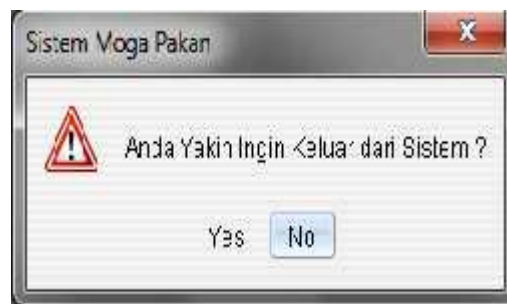 Sistem Moga Pakan
Anda Yakin Ingin Keluar dari Sistem ?
Yes No